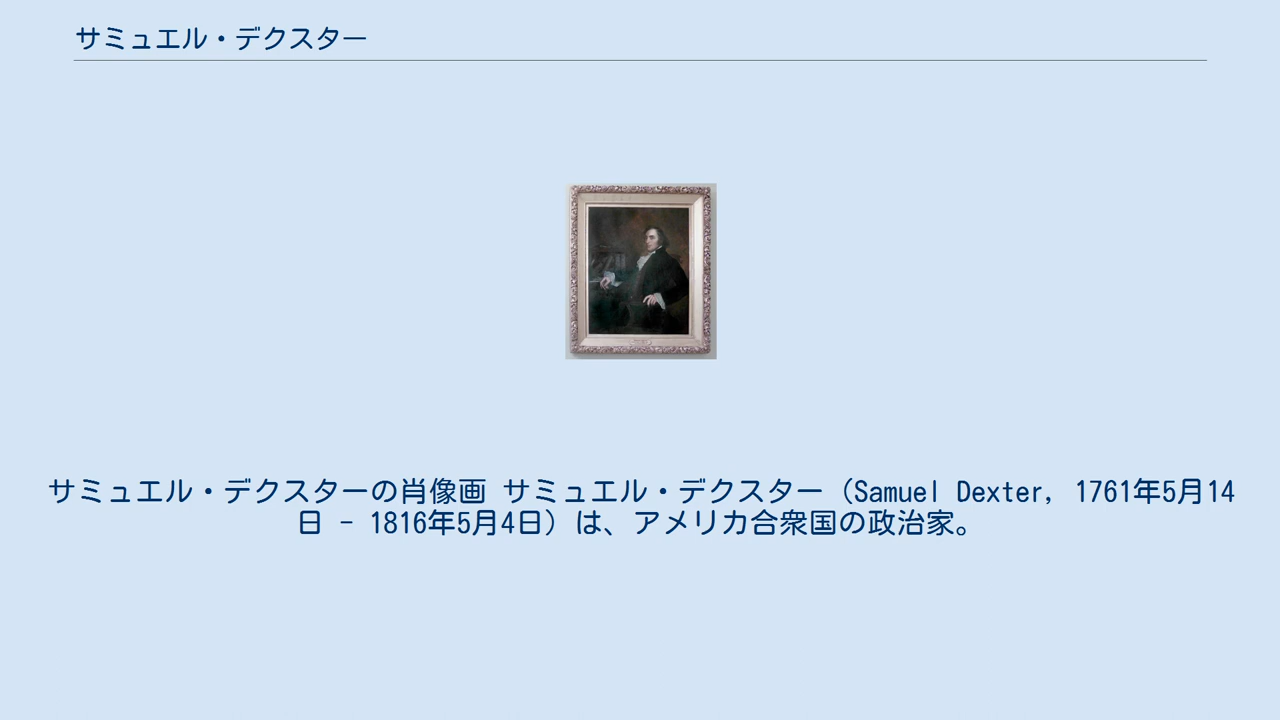 サミュエル・デクスター
サミュエル・デクスターの肖像画 サミュエル・デクスター（Samuel Dexter, 1761年5月14
日 - 1816年5月4日）は、アメリカ合衆国の政治家。